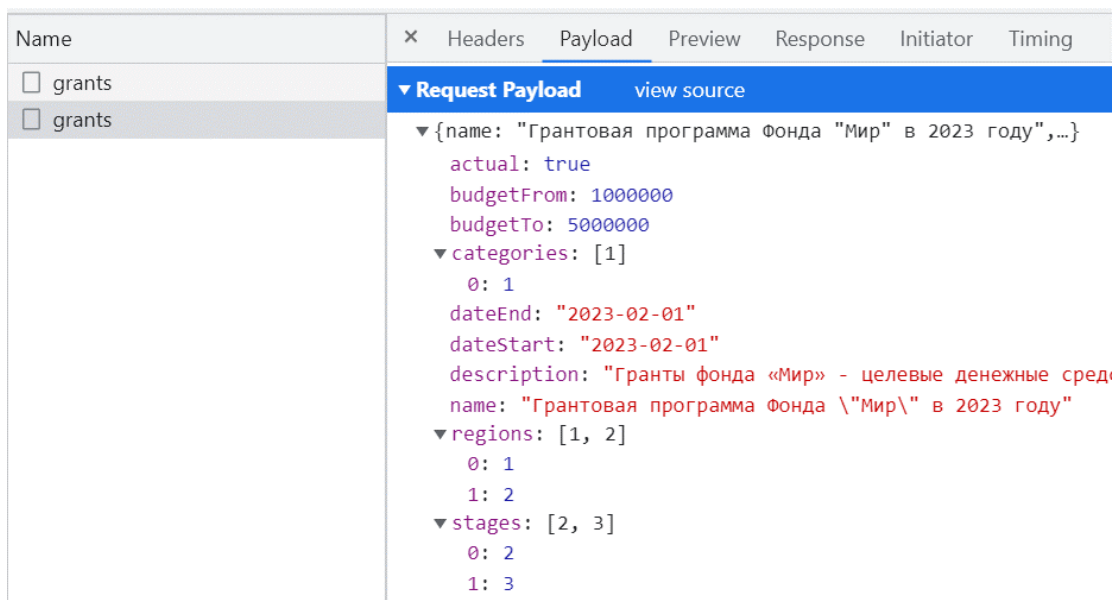 Name
grants
grants
× Headers Payload Preview Response Initiator Timing
▼ Request Payload view source
▼ {name: "Грантовая программа Фонда "Мир" в 2023 году",…}
actual: true
budgetFrom: 1000000
budgetTo: 5000000
▼ categories: [1]
0: 1
dateEnd: "2023-02-01"
dateStart: "2023-02-01"
description: "Гранты фонда «Мир» - целевые денежные
name: "Грантовая программа Фонда \"Мир\" в 2023 году"
▼ regions: [1, 2]
0: 1
1: 2
▼ stages: [2, 3]
0: 2
1: 3